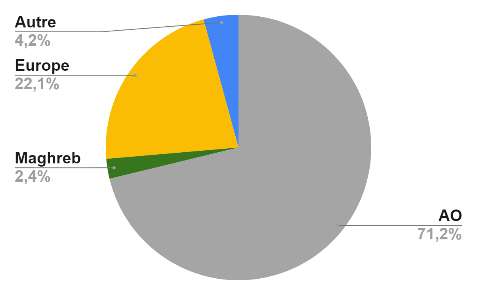 Autre
4,2%
Europe
22,1%
Maghreb
2,4%
AO
71,2%